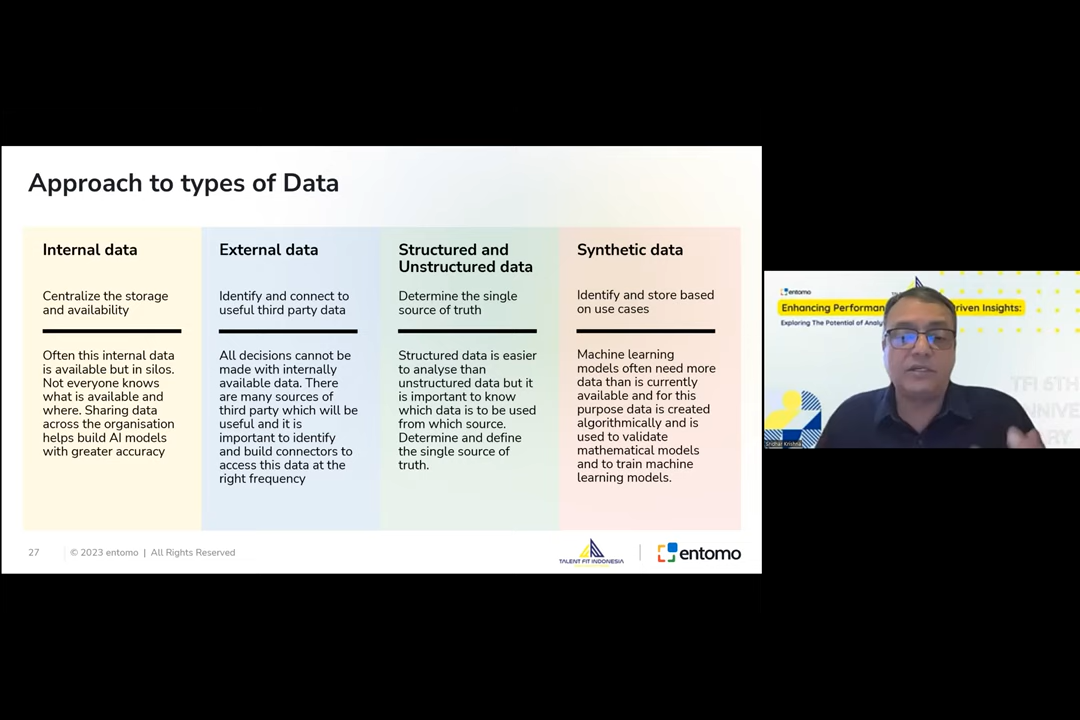 Approach to types of Data
Internal data
Centralize the storage
and availability
Often this internal data
is available but in silos.
Not everyone knows
what is available and
where. Sharing data
across the organisation
helps build AI models
with greater accuracy
External data
Identify and connect to
useful third party data
All decisions cannot be
made with internally
available data. There
are many sources of
third party which will be
useful and it is
important to identify
and build connectors to
access this data at the
right frequency
Structured and
Unstructured data
Determine the single
source of truth
Structured data is easier
to analyse than
unstructured data but it
is important to know
which data is to be used
from which source.
Determine and define
the single source of
truth.
Synthetic data
Identify and store based
on use cases
Machine learning
models often need more
data than is currently
available and for this
purpose data is created
algorithmically and is
used to validate
mathematical models
and to train machine
learning models.
27 | © 2023 entomo | All Rights Reserved
TALENT FIT INDONESIA
entomo
entomo
Enhancing Performan riven Insights:
Exploring The Potential of Analy
TFI 5TH
NNIVE
RY
Sridhar Krishna